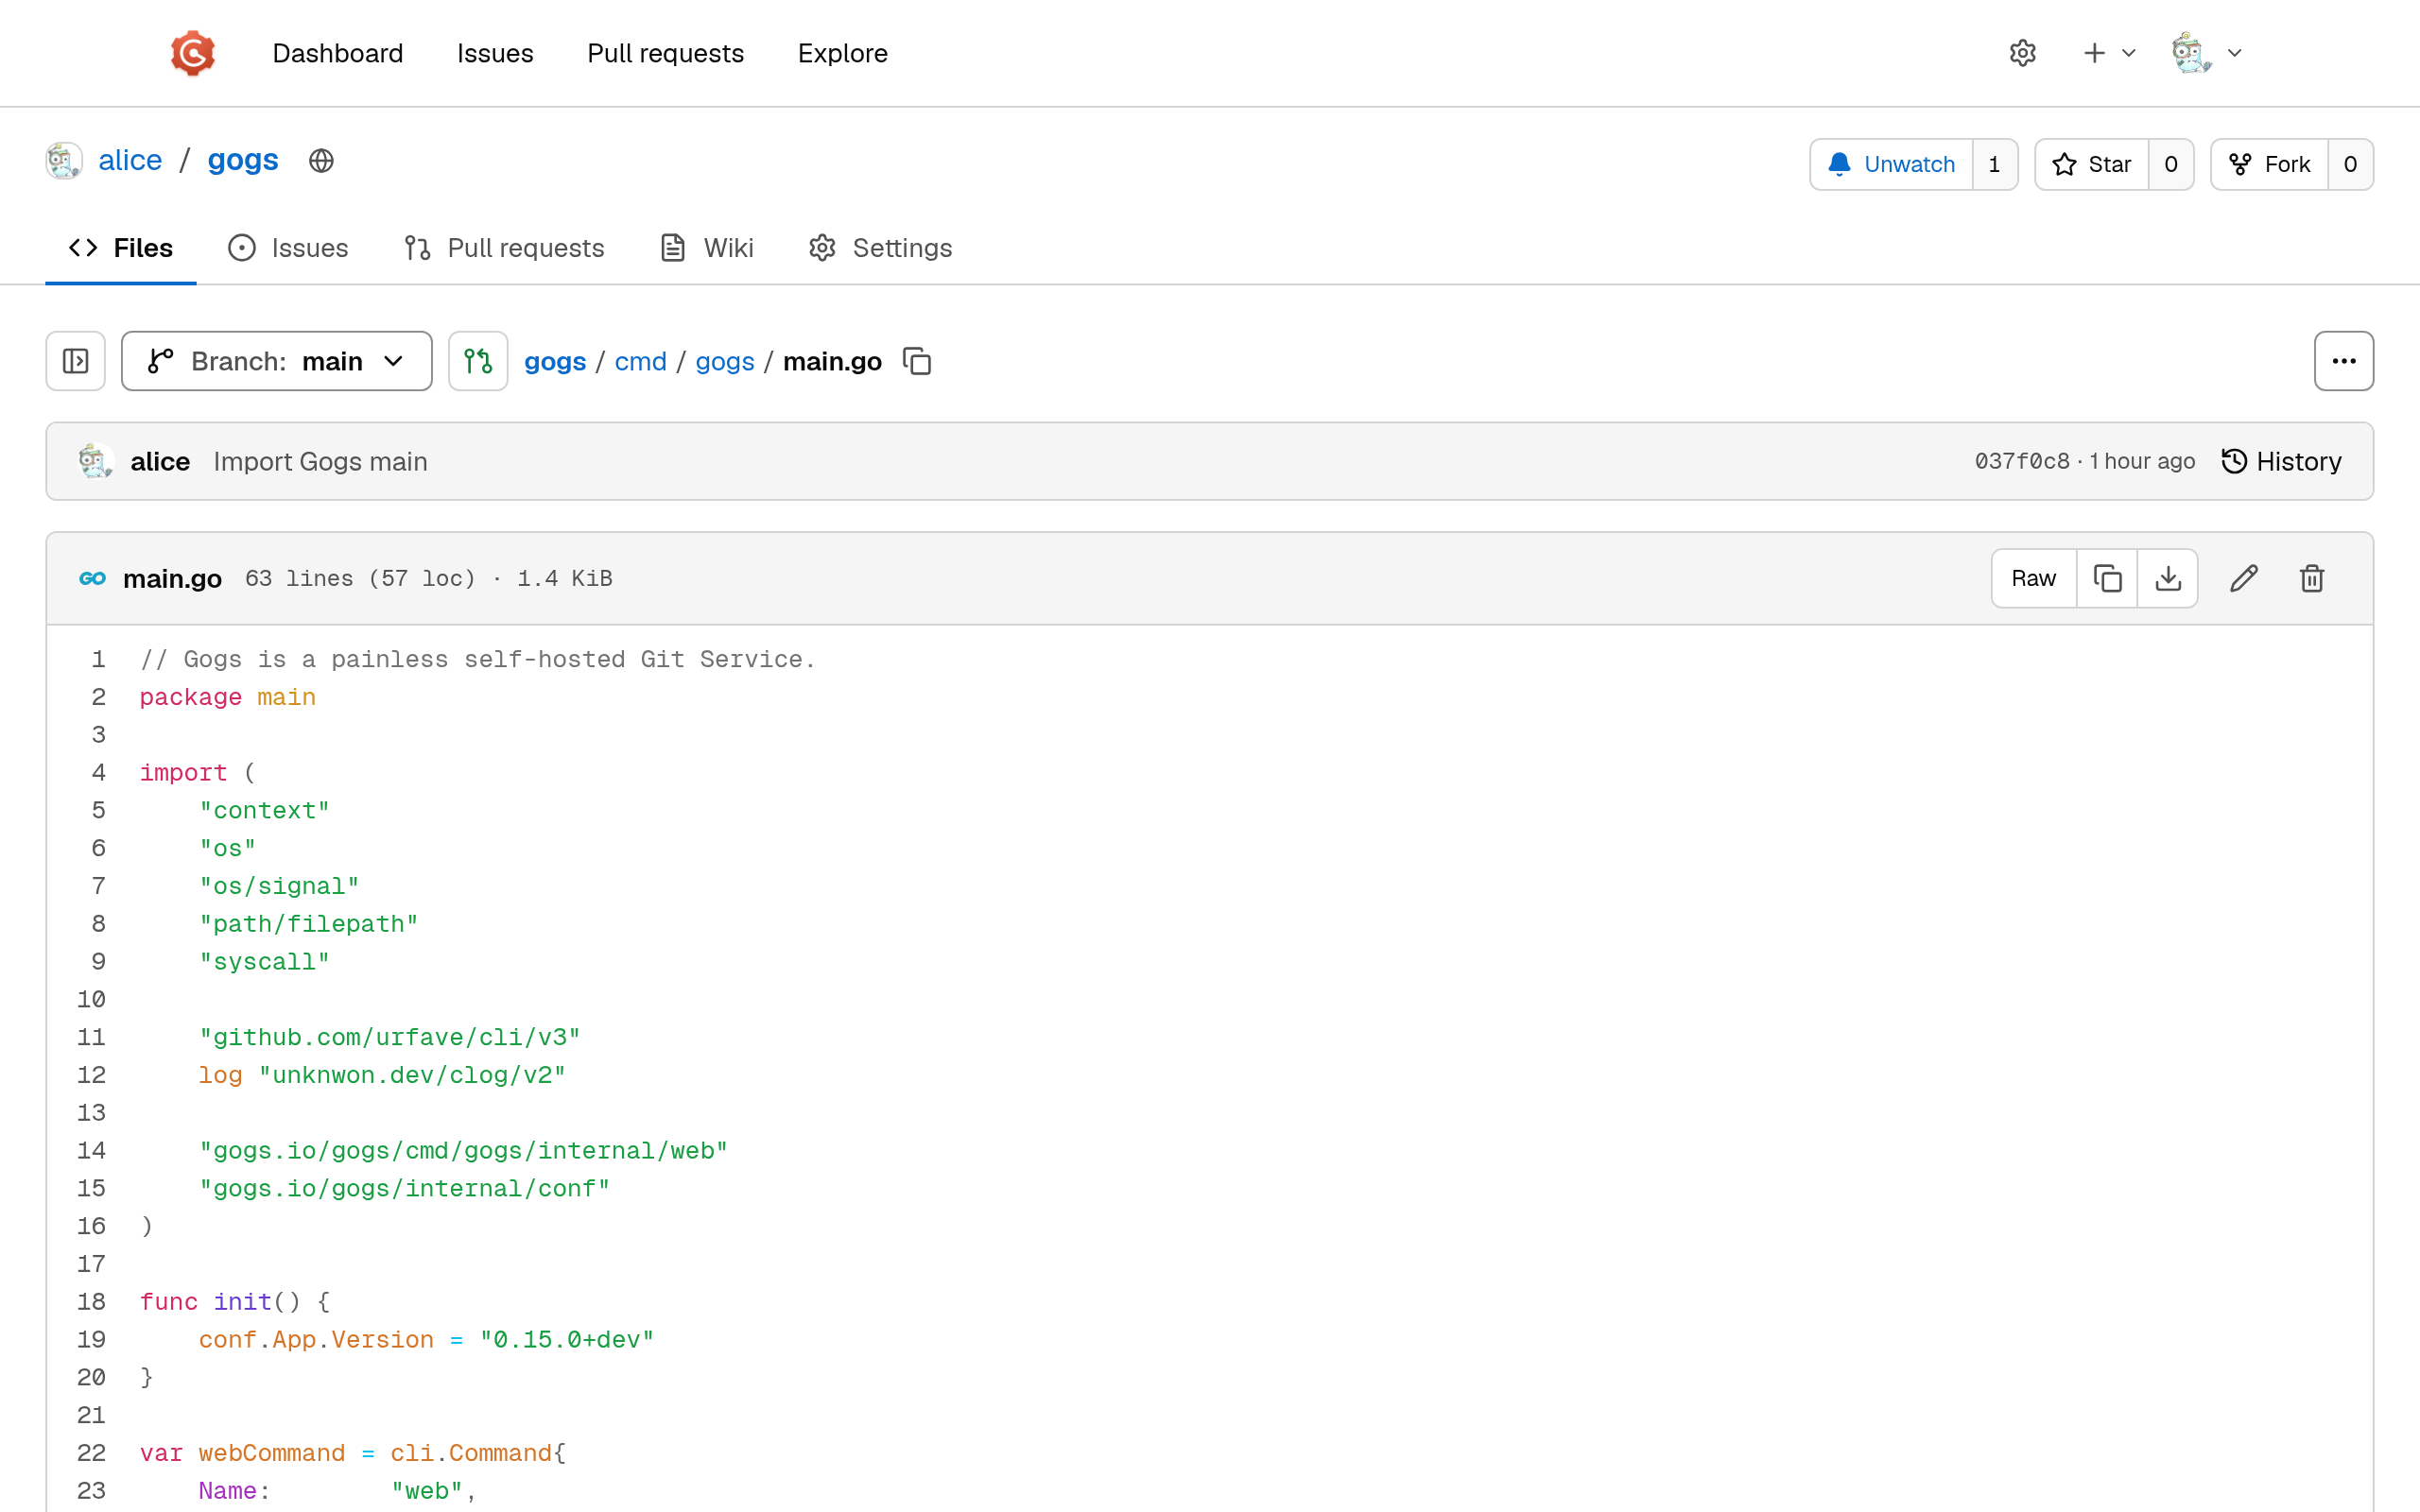 Dashboard Issues Pull requests Explore
alice / gogs Unwatch 1 Star 0 Fork 0
Files Issues Pull requests Wiki Settings
Branch: main gogs / cmd / gogs / main.go
alice Import Gogs main 037f0c8 · 1 hour ago History
main.go 63 lines (57 loc) · 1.4 KiB Raw
1 // Gogs is a painless self-hosted Git Service.
2 package main
3
4 import (
5     "context"
6     "os"
7     "os/signal"
8     "path/filepath"
9     "syscall"
10
11     "github.com/urfave/cli/v3"
12     log "unknwon.dev/clog/v2"
13
14     "gogs.io/gogs/cmd/gogs/internal/web"
15     "gogs.io/gogs/internal/conf"
16 )
17
18 func init() {
19     conf.App.Version = "0.15.0+dev"
20 }
21
22 var webCommand = cli.Command{
23     Name:        "web",